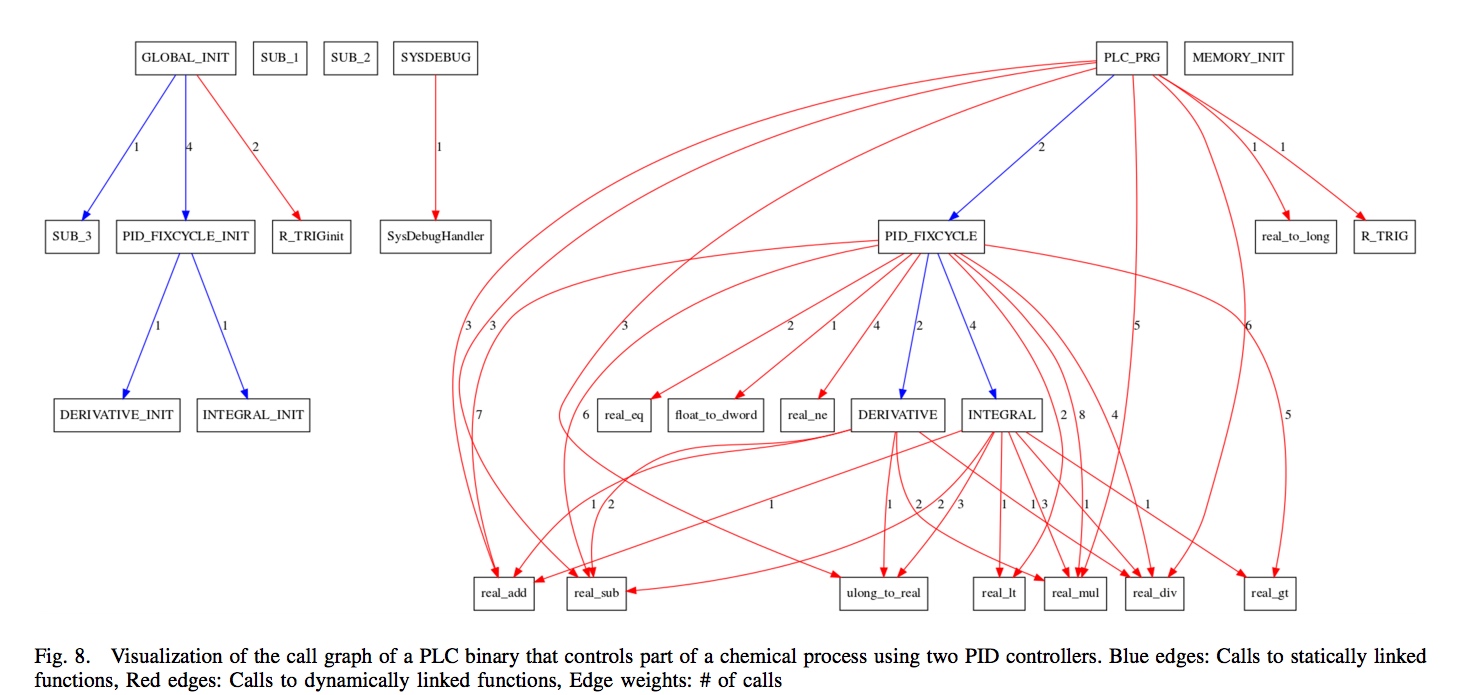 GLOBAL_INIT SUB_1 SUB_2 SYSDEBUG PLC_PRG MEMORY_INIT
1 4 2 1 2 1 1
SUB_3 PID_FIXCYCLE_INIT R_TRIGinit SysDebugHandler PID_FIXCYCLE real_to_long R_TRIG
1 1 3 3 3 2 1 4 2 4 5 6
DERIVATIVE_INIT INTEGRAL_INIT 7 6 real_eq float_to_dword real_ne DERIVATIVE INTEGRAL 2 8 4 5
1 2 1 1 2 2 3 1 1 3 1 1
real_add real_sub ulong_to_real real_lt real_mul real_div real_gt
Fig. 8. Visualization of the call graph of a PLC binary that controls part of a chemical process using two PID controllers. Blue edges: Calls to statically linked
functions, Red edges: Calls to dynamically linked functions, Edge weights: # of calls